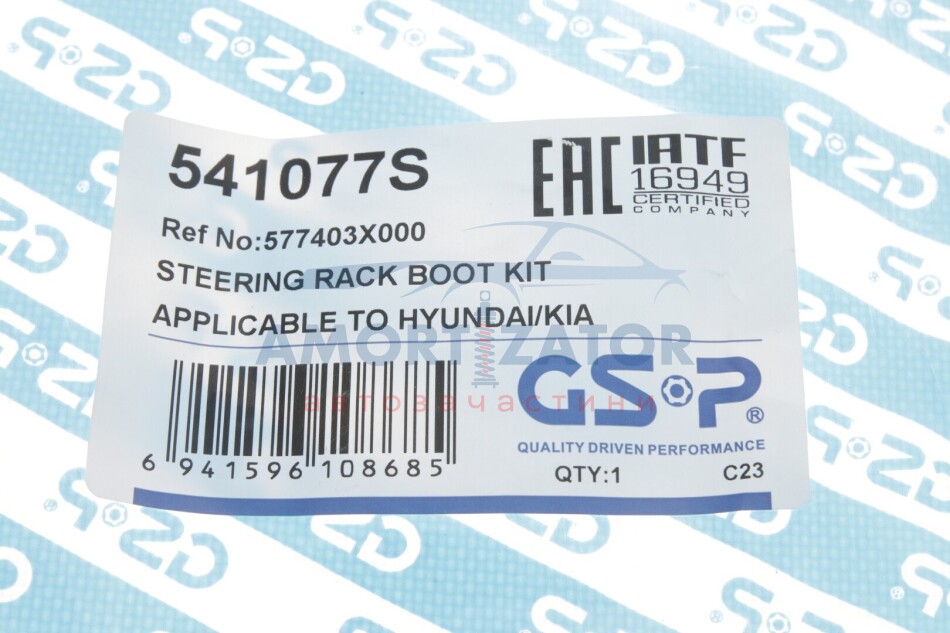 541077S
EAC
IATF
16949
CERTIFIED
COMPANY
Ref No:577403X000
STEERING RACK BOOT KIT
APPLICABLE TO HYUNDAI/KIA
AMORTIZATOR
автозапчастини
GSP®
QUALITY DRIVEN PERFORMANCE
6 941596 108685
QTY:1
C23